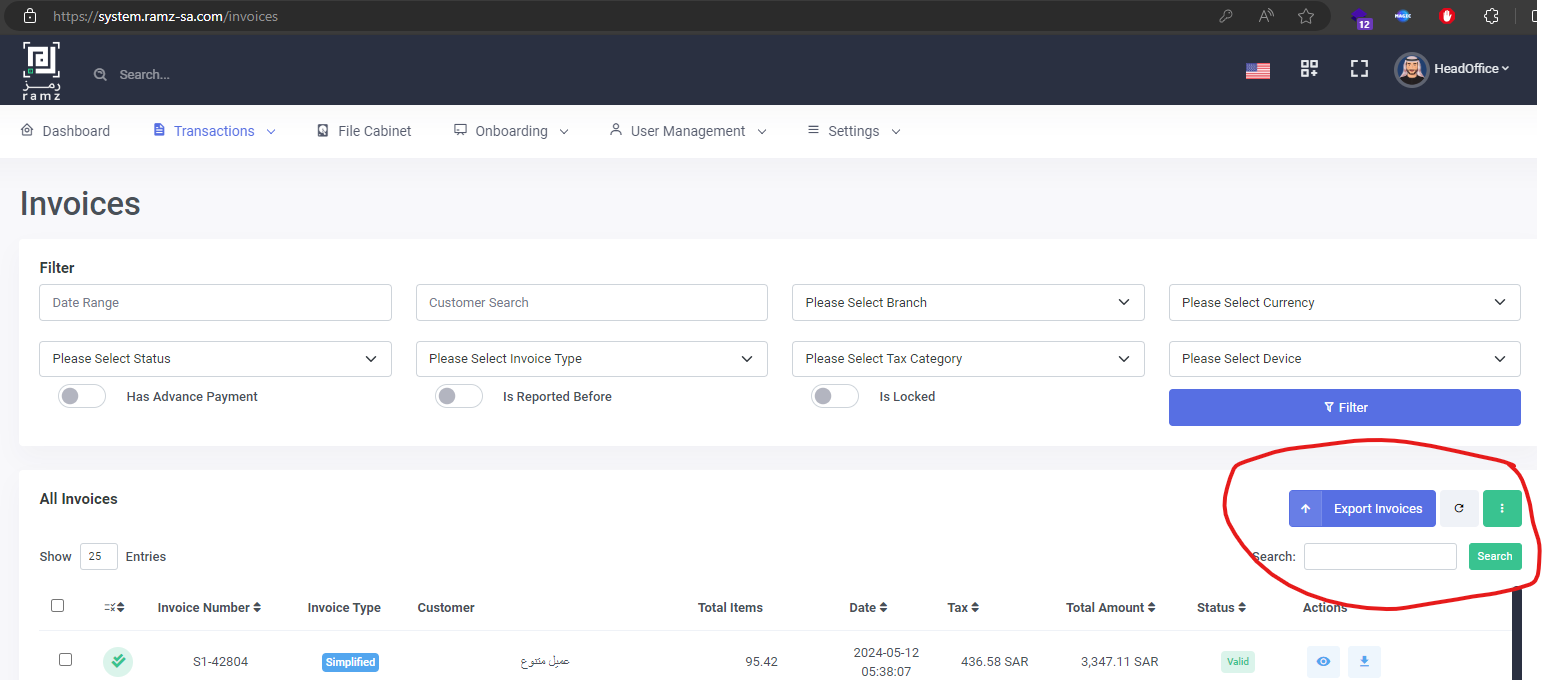 https://system.ramz-sa.com/invoices
12
MAGIC
رمـز
ramz
Search...
HeadOffice
Dashboard Transactions File Cabinet Onboarding User Management Settings
Invoices
Filter
Date Range Customer Search Please Select Branch Please Select Currency
Please Select Status Please Select Invoice Type Please Select Tax Category Please Select Device
Has Advance Payment Is Reported Before Is Locked Filter
All Invoices Export Invoices
Show 25 Entries Search: Search
Invoice Number Invoice Type Customer Total Items Date Tax Total Amount Status Actions
S1-42804 Simplified عميل متنوع 95.42 2024-05-12 05:38:07 436.58 SAR 3,347.11 SAR Valid